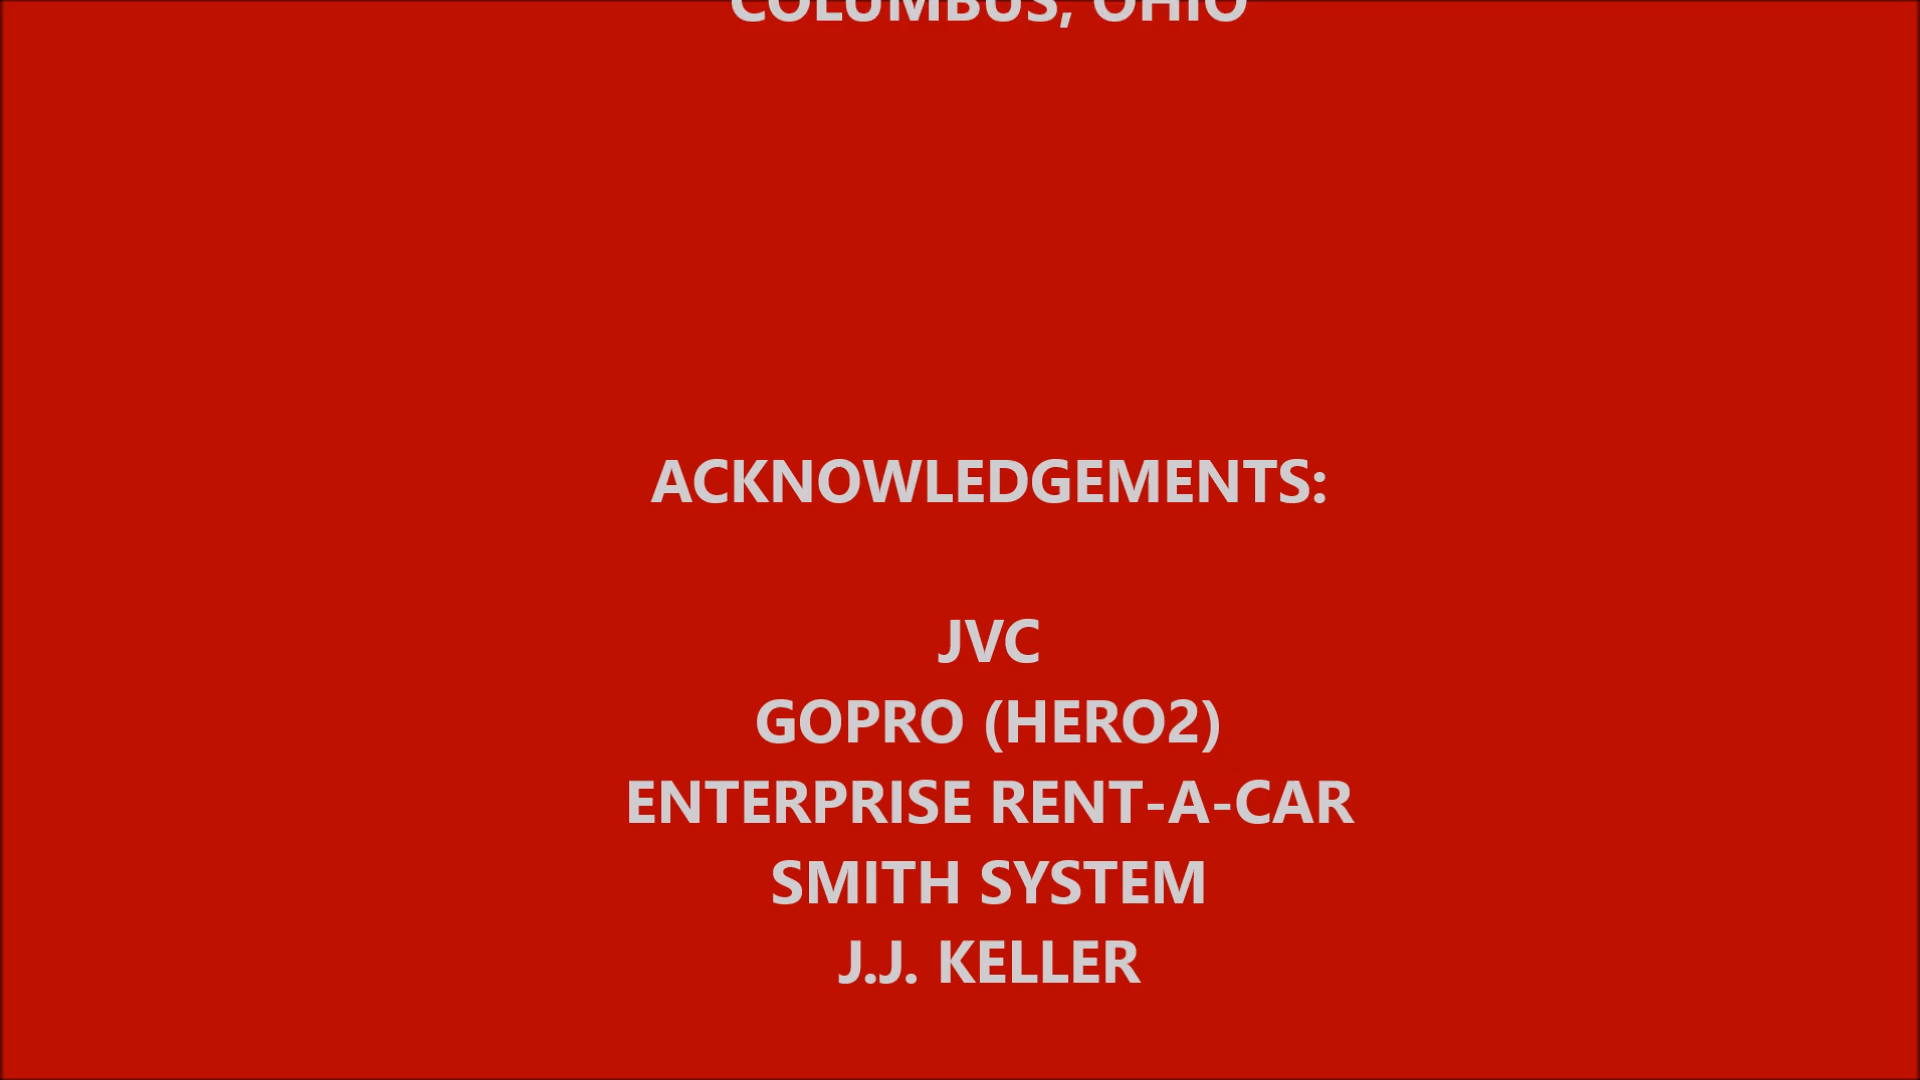 COLUMBUS, OHIO
ACKNOWLEDGEMENTS:
JVC
GOPRO (HERO2)
ENTERPRISE RENT-A-CAR
SMITH SYSTEM
J.J. KELLER